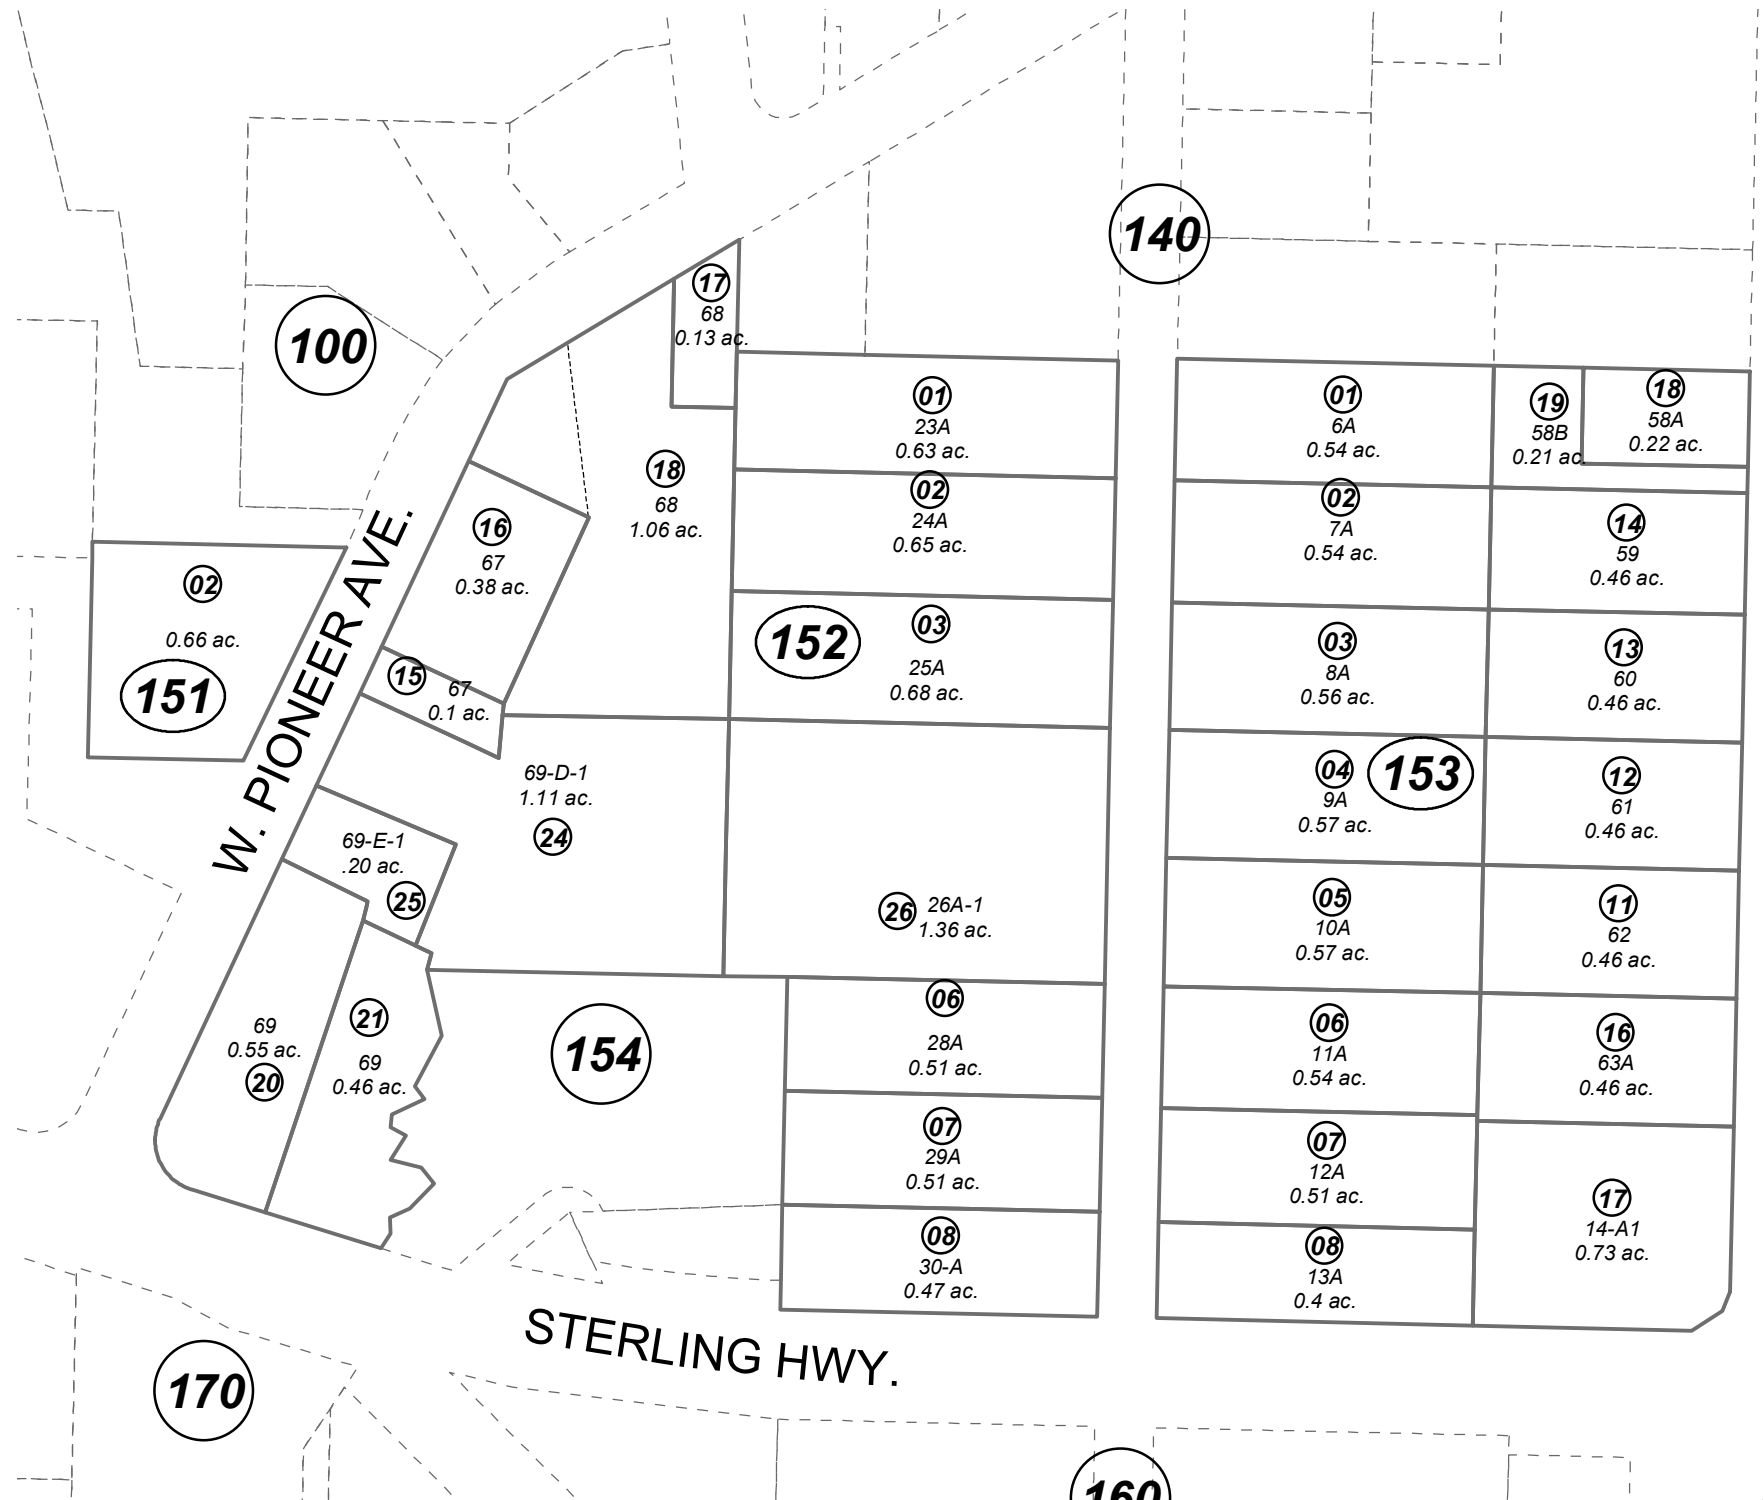 140
100
17
68
0.13 ac.
01
23A
0.63 ac.
01
6A
0.54 ac.
19
58B
0.21 ac.
18
58A
0.22 ac.
18
68
1.06 ac.
02
24A
0.65 ac.
02
7A
0.54 ac.
14
59
0.46 ac.
16
67
0.38 ac.
02
0.66 ac.
151
W. PIONEER AVE.
15
67
0.1 ac.
152
03
25A
0.68 ac.
03
8A
0.56 ac.
13
60
0.46 ac.
69-D-1
1.11 ac.
24
04
9A
0.57 ac.
153
12
61
0.46 ac.
69-E-1
.20 ac.
25
26
26A-1
1.36 ac.
05
10A
0.57 ac.
11
62
0.46 ac.
69
0.55 ac.
20
21
69
0.46 ac.
154
06
28A
0.51 ac.
06
11A
0.54 ac.
16
63A
0.46 ac.
07
29A
0.51 ac.
07
12A
0.51 ac.
17
14-A1
0.73 ac.
08
30-A
0.47 ac.
08
13A
0.4 ac.
STERLING HWY.
170
160